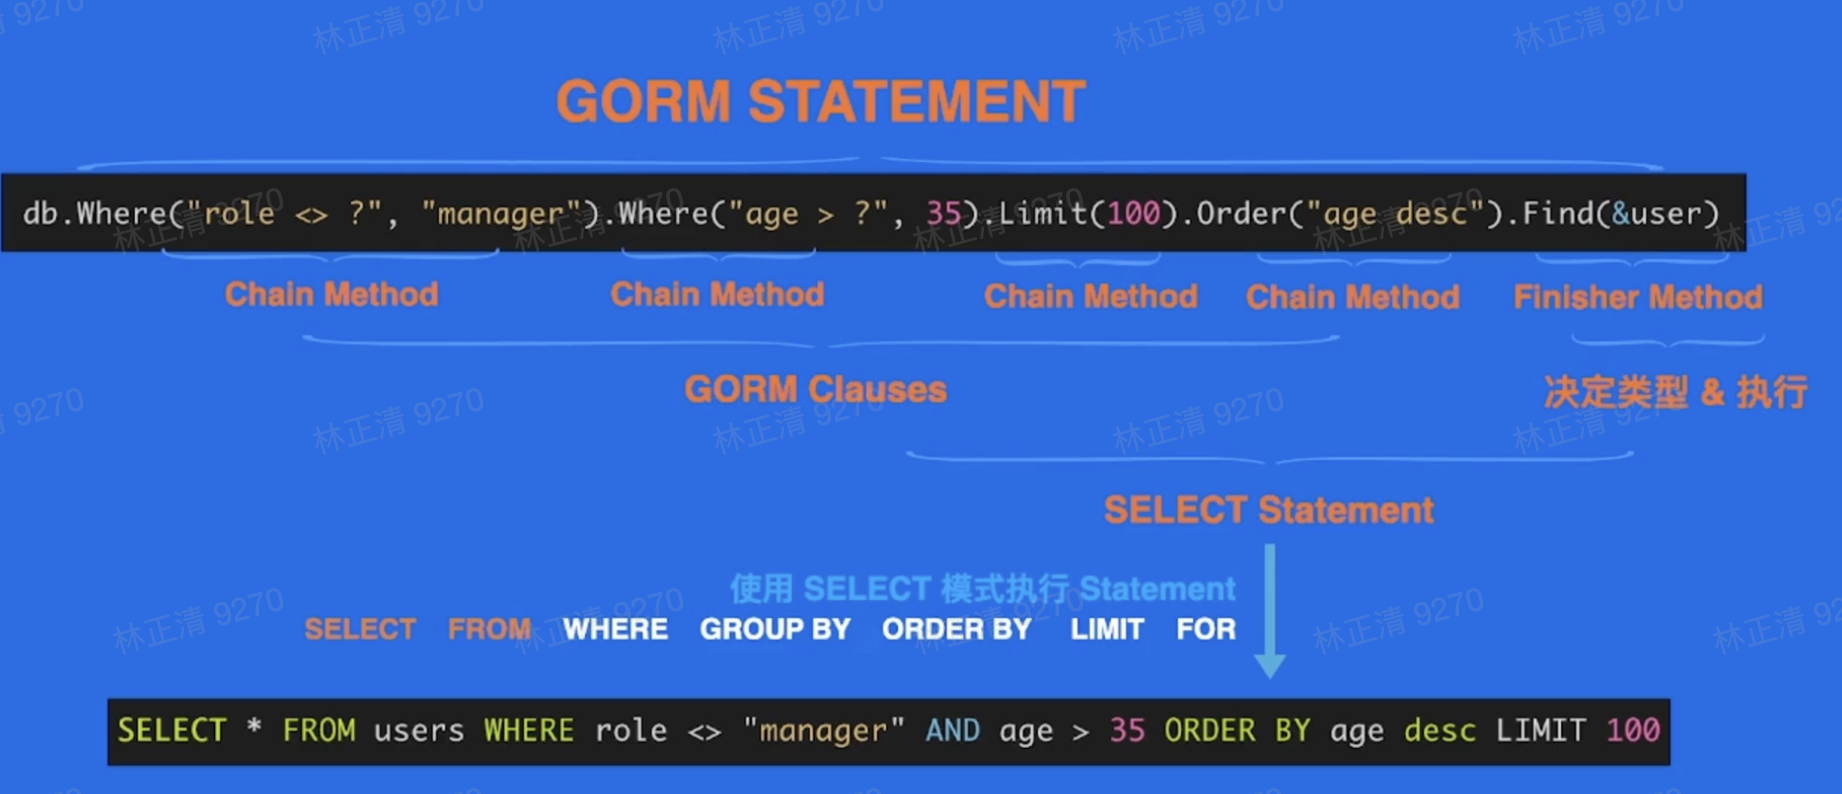 GORM STATEMENT
db.Where("role <> ?", "manager").Where("age > ?", 35).Limit(100).Order("age desc").Find(&user)
Chain Method Chain Method Chain Method Chain Method Finisher Method
GORM Clauses 决定类型 & 执行
SELECT Statement
使用 SELECT 模式执行 Statement
SELECT FROM WHERE GROUP BY ORDER BY LIMIT FOR
SELECT * FROM users WHERE role <> "manager" AND age > 35 ORDER BY age desc LIMIT 100
林正清 9270